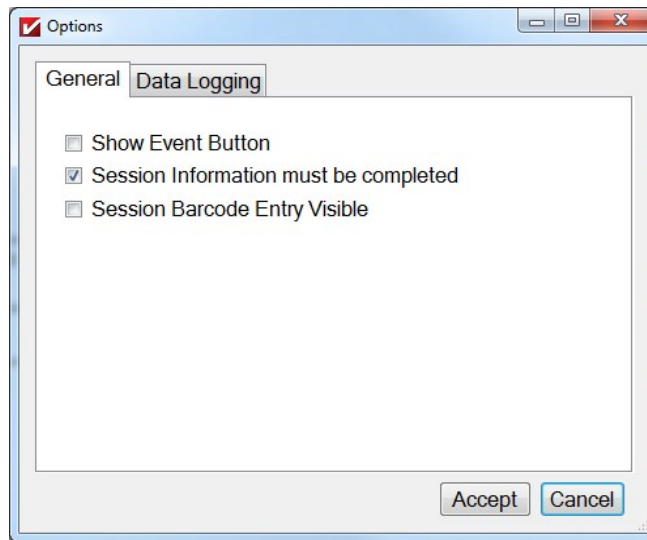 Options
General Data Logging
Show Event Button
Session Information must be completed
Session Barcode Entry Visible
Accept Cancel